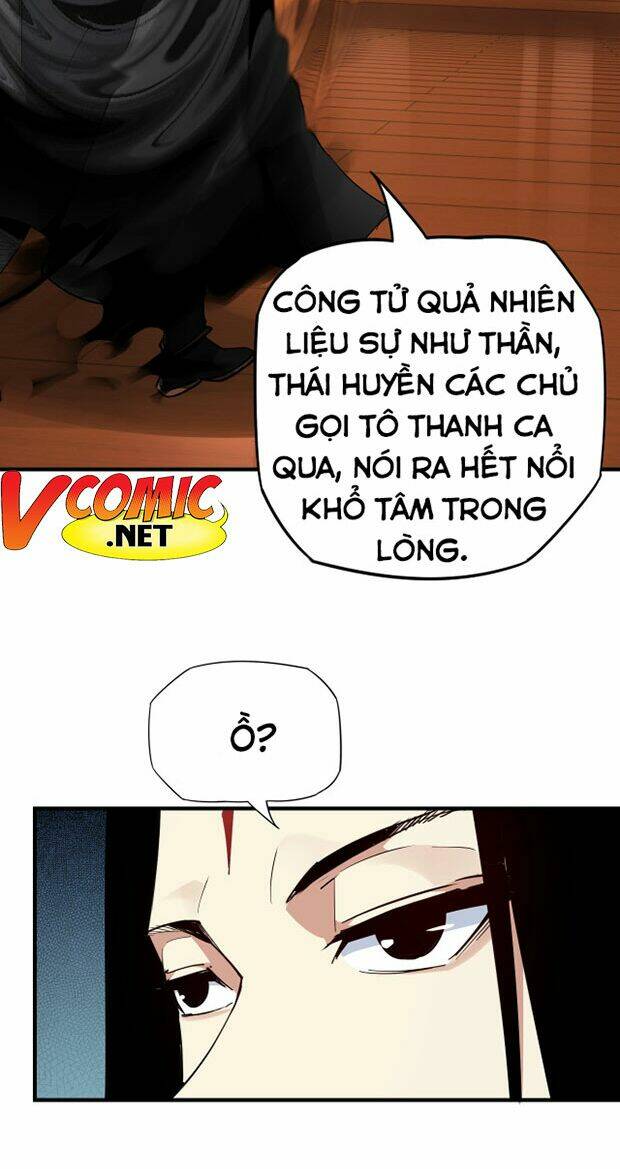 CÔNG TỬ QUẢ NHIÊN
LIỆU SỰ NHƯ THẦN,
THÁI HUYỀN CÁC CHỦ
GỌI TÔ THANH CA
QUA, NÓI RA HẾT NỔI
KHỔ TÂM TRONG
LÒNG.
VCOMIC
.NET
Ồ?